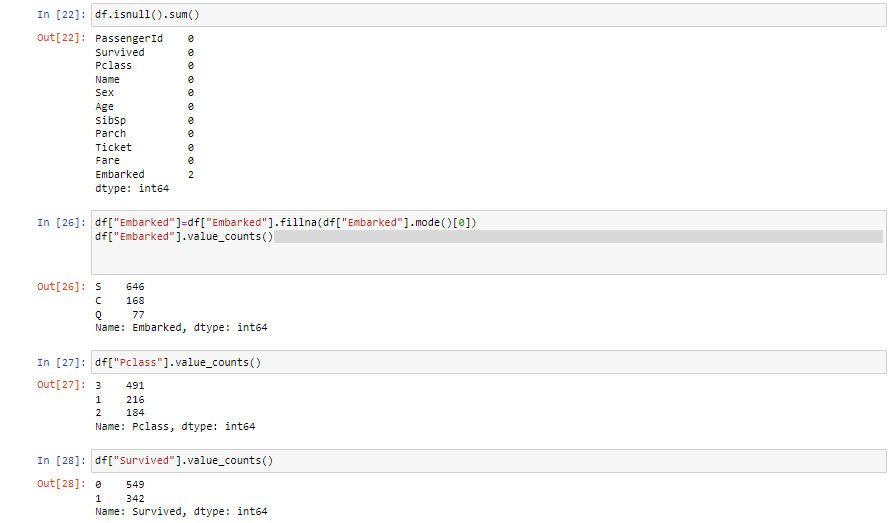 In [22]: df.isnull().sum()
Out[22]: PassengerId    0
Survived       0
Pclass         0
Name           0
Sex            0
Age            0
SibSp          0
Parch          0
Ticket         0
Fare           0
Embarked       2
dtype: int64
In [26]: df["Embarked"]=df["Embarked"].fillna(df["Embarked"].mode()[0])
df["Embarked"].value_counts()
Out[26]: S    646
C    168
Q     77
Name: Embarked, dtype: int64
In [27]: df["Pclass"].value_counts()
Out[27]: 3    491
1    216
2    184
Name: Pclass, dtype: int64
In [28]: df["Survived"].value_counts()
Out[28]: 0    549
1    342
Name: Survived, dtype: int64